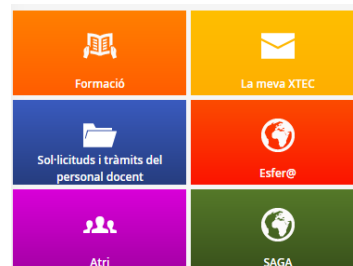 Formació
La meva XTEC
Sol·licituds i tràmits del
personal docent
Esfer@
Atri
SAGA